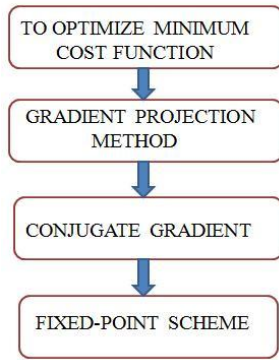 TO OPTIMIZE MINIMUM
COST FUNCTION
GRADIENT PROJECTION
METHOD
CONJUGATE GRADIENT
FIXED-POINT SCHEME